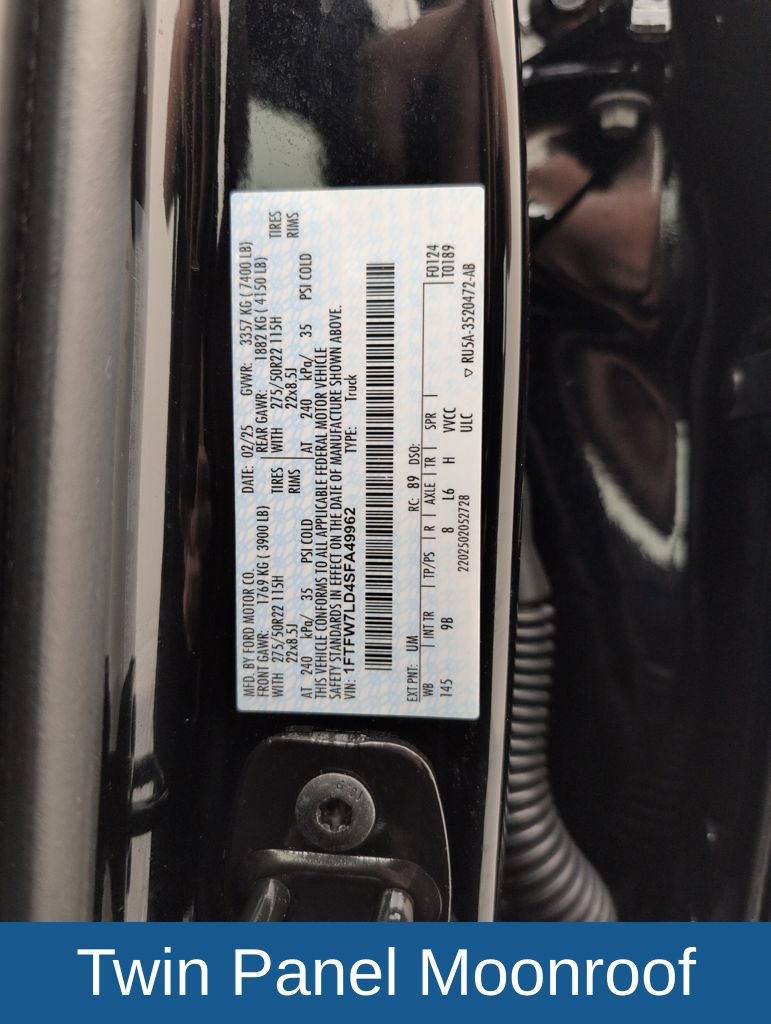 MFD. BY FORD MOTOR CO. DATE: 02/25 GVWR: 3357 KG ( 7400 LB)
FRONT GAWR: 1769 KG ( 3900 LB) REAR GAWR: 1882 KG ( 4150 LB)
WITH 275/50R22 115H TIRES WITH 275/50R22 115H TIRES
22x8.5J RIMS 22x8.5J RIMS
AT 240 kPa/ 35 PSI COLD AT 240 kPa/ 35 PSI COLD
THIS VEHICLE CONFORMS TO ALL APPLICABLE FEDERAL MOTOR VEHICLE
SAFETY STANDARDS IN EFFECT ON THE DATE OF MANUFACTURE SHOWN ABOVE.
VIN: 1FTFW7LD4SFA49962 TYPE: Truck
F0124
EXT PNT: UM RC: 89 DSO: T0189
WB INT TR TP/PS R AXLE TR SPR
145 9B 8 L6 H VVCC
ULC
2202502052728 ▽ RU5A-3520472-AB
10.9
Twin Panel Moonroof